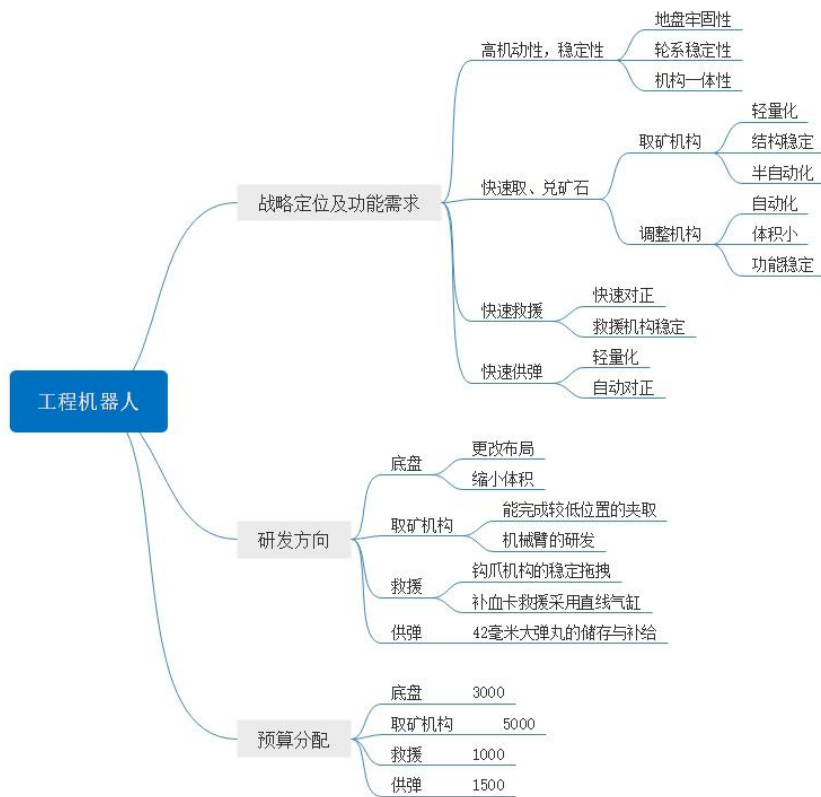 工程机器人
战略定位及功能需求
高机动性，稳定性
地盘牢固性
轮系稳定性
机构一体性
快速取、兑矿石
取矿机构
轻量化
结构稳定
半自动化
调整机构
自动化
体积小
功能稳定
快速救援
快速对正
救援机构稳定
快速供弹
轻量化
自动对正
研发方向
底盘
更改布局
缩小体积
取矿机构
能完成较低位置的夹取
机械臂的研发
救援
钩爪机构的稳定拖拽
补血卡救援采用直线气缸
供弹
42毫米大弹丸的储存与补给
预算分配
底盘 3000
取矿机构 5000
救援 1000
供弹 1500